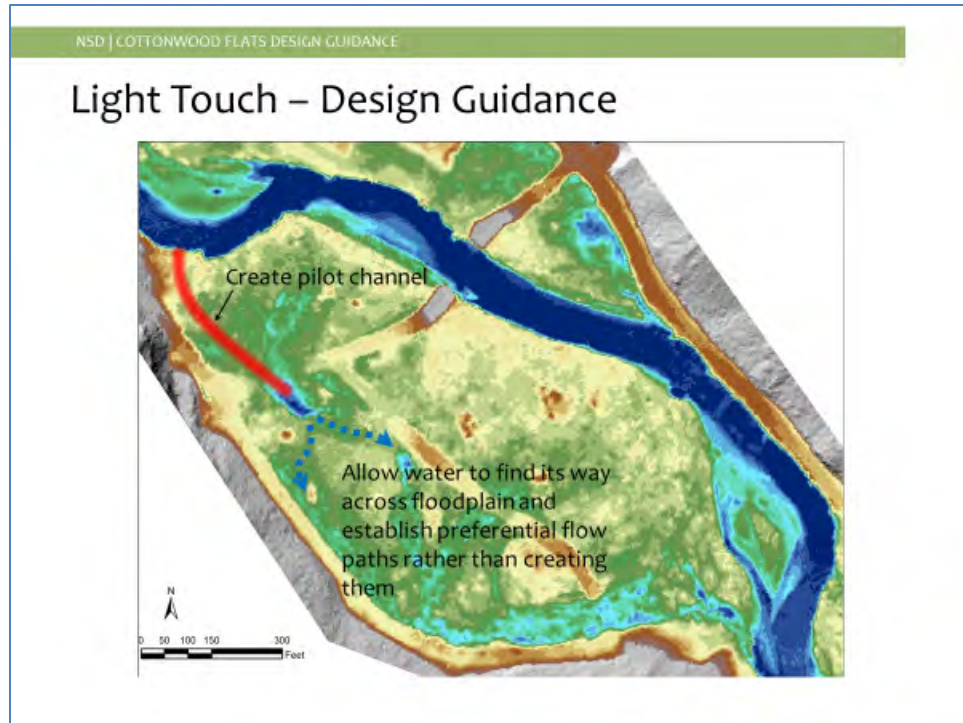 NSD | COTTONWOOD FLATS DESIGN GUIDANCE
Light Touch – Design Guidance
Create pilot channel
Allow water to find its way
across floodplain and
establish preferential flow
paths rather than creating
them
N
0 50 100 150 300
Feet